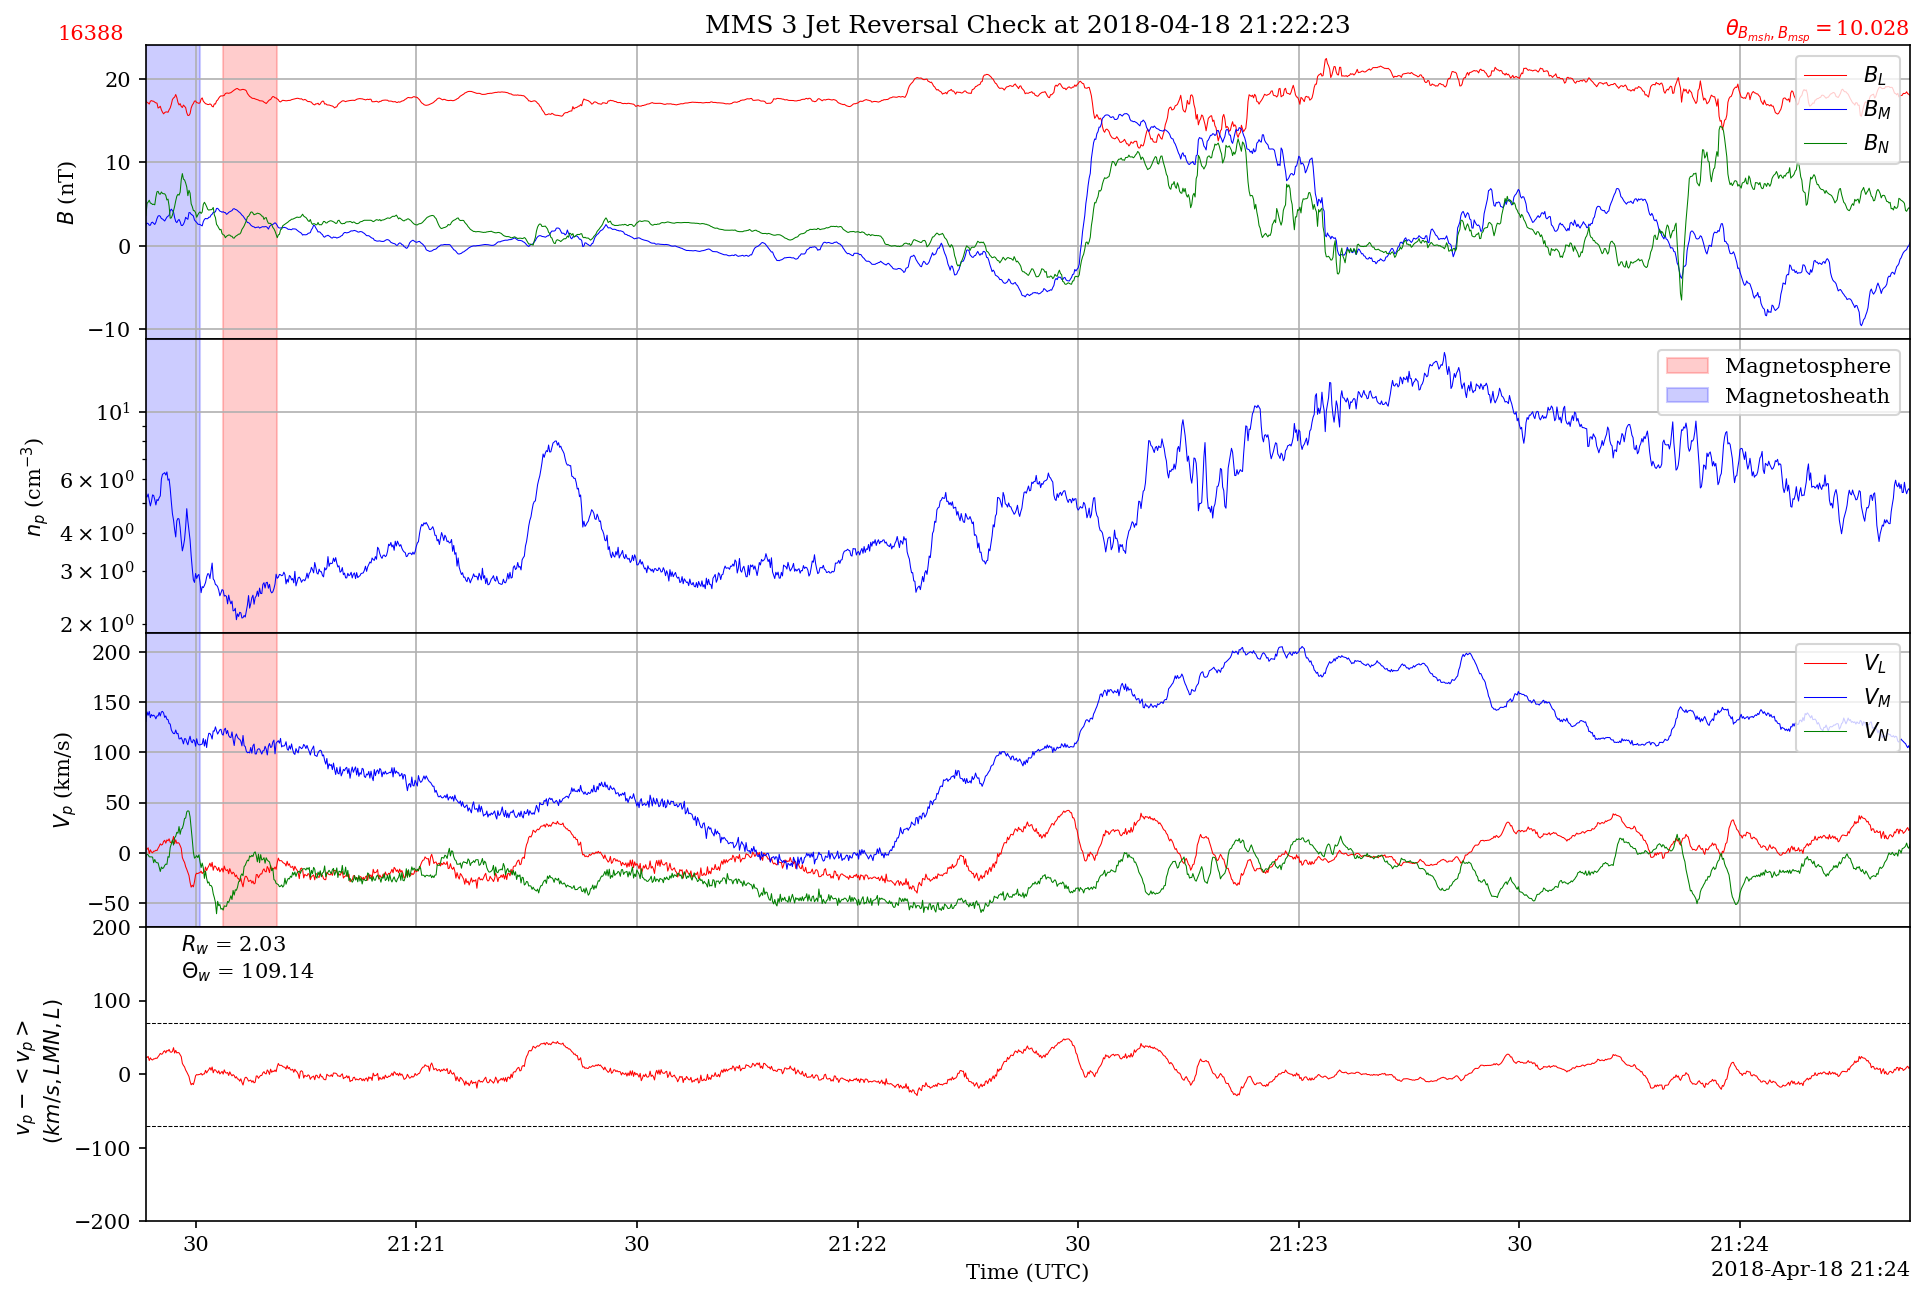 MMS 3 Jet Reversal Check at 2018-04-18 21:22:23
16388
θ_{B_{msh}, B_{msp}} = 10.028
B (nT)
20
10
0
−10
B_L
B_M
B_N
n_p (cm^{−3})
10^1
6 × 10^0
4 × 10^0
3 × 10^0
2 × 10^0
Magnetosphere
Magnetosheath
V_p (km/s)
200
150
100
50
0
−50
V_L
V_M
V_N
v_p − < v_p >
(km/s, LMN, L)
200
100
0
−100
−200
R_w = 2.03
Θ_w = 109.14
30 21:21 30 21:22 30 21:23 30 21:24
Time (UTC)
2018-Apr-18 21:24